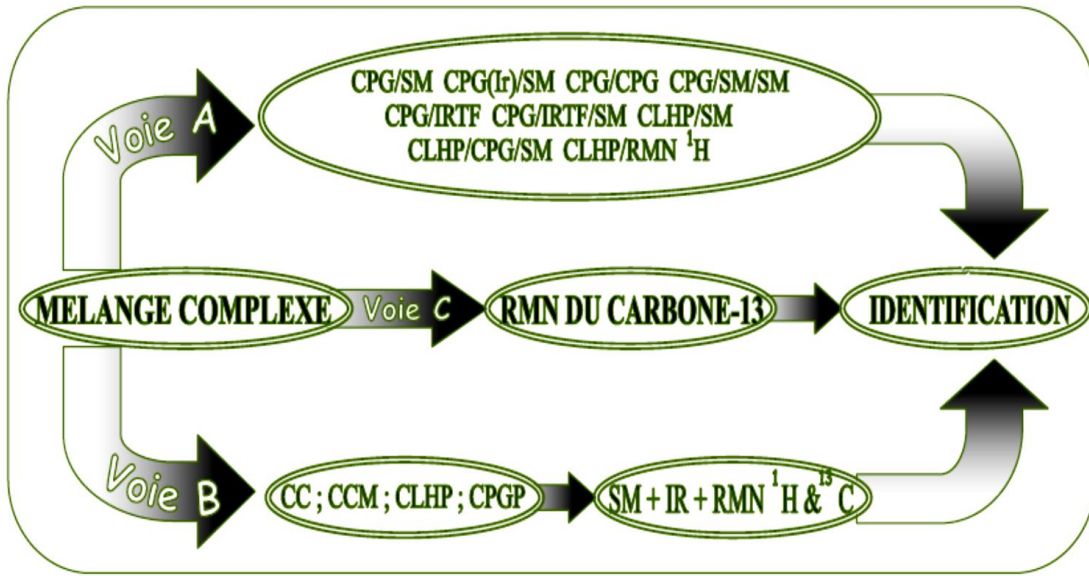 CPG/SM CPG(Ir)/SM CPG/CPG CPG/SM/SM
CPG/IRTF CPG/IRTF/SM CLHP/SM
CLHP/CPG/SM CLHP/RMN ¹H
Voie A
MELANGE COMPLEXE
Voie C
RMN DU CARBONE-13
IDENTIFICATION
Voie B
CC ; CCM ; CLHP ; CPGP
SM + IR + RMN ¹H & ¹³C